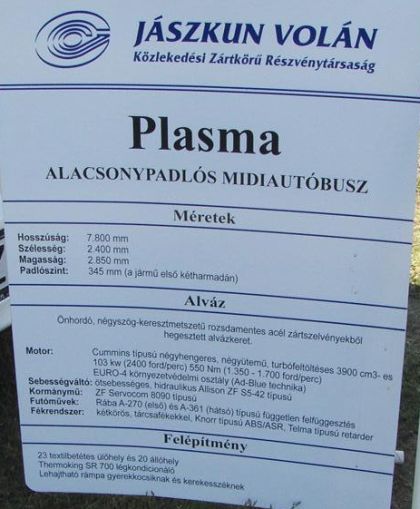 JÁSZKUN VOLÁN
Közlekedési Zártkörű Részvénytársaság
Plasma
ALACSONYPADLÓS MIDIAUTÓBUSZ
Méretek
Hosszúság: 7.800 mm
Szélesség: 2.400 mm
Magasság: 2.850 mm
Padlószint: 345 mm (a jármű első kétharmadán)
Alváz
Önhordó, négyszög-keresztmetszetű rozsdamentes acél zártszelvényekből
hegesztett alvázkeret.
Motor: Cummins típusú négyhengeres, négyütemű, turbófeltöltéses 3900 cm3- es
103 kw (2400 ford/perc) 550 Nm (1.350 - 1.700 ford/perc)
EURO-4 környezetvédelmi osztály (Ad-Blue technika)
Sebességváltó: ötsebességes, hidraulikus Allison ZF S5-42 típusú
Kormánymű: ZF Servocom 8090 típusú
Futóművek: Rába A-270 (első) és A-361 (hátsó) típusú független felfüggesztés
Fékrendszer: kétkörös, tárcsafékekkel, Knorr típusú ABS/ASR, Telma típusú retarder
Felépítmény
23 textilbetétes ülőhely és 20 állóhely
Thermoking SR 700 légkondicionáló
Lehajtható rámpa gyerekkocsiknak és kerekesszéknek